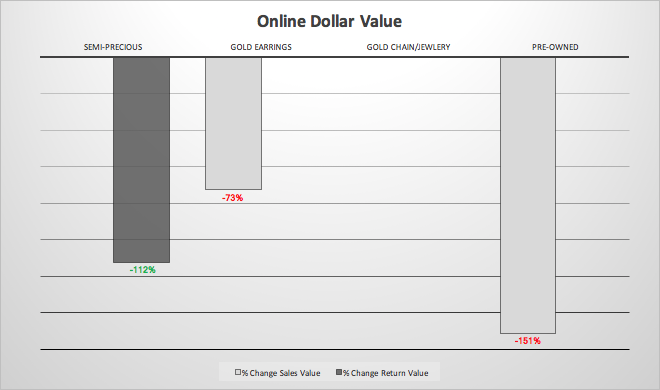 Online Dollar Value
SEMI-PRECIOUS GOLD EARRINGS GOLD CHAIN/JEWLERY PRE-OWNED
-73%
-112%
-151%
% Change Sales Value % Change Return Value